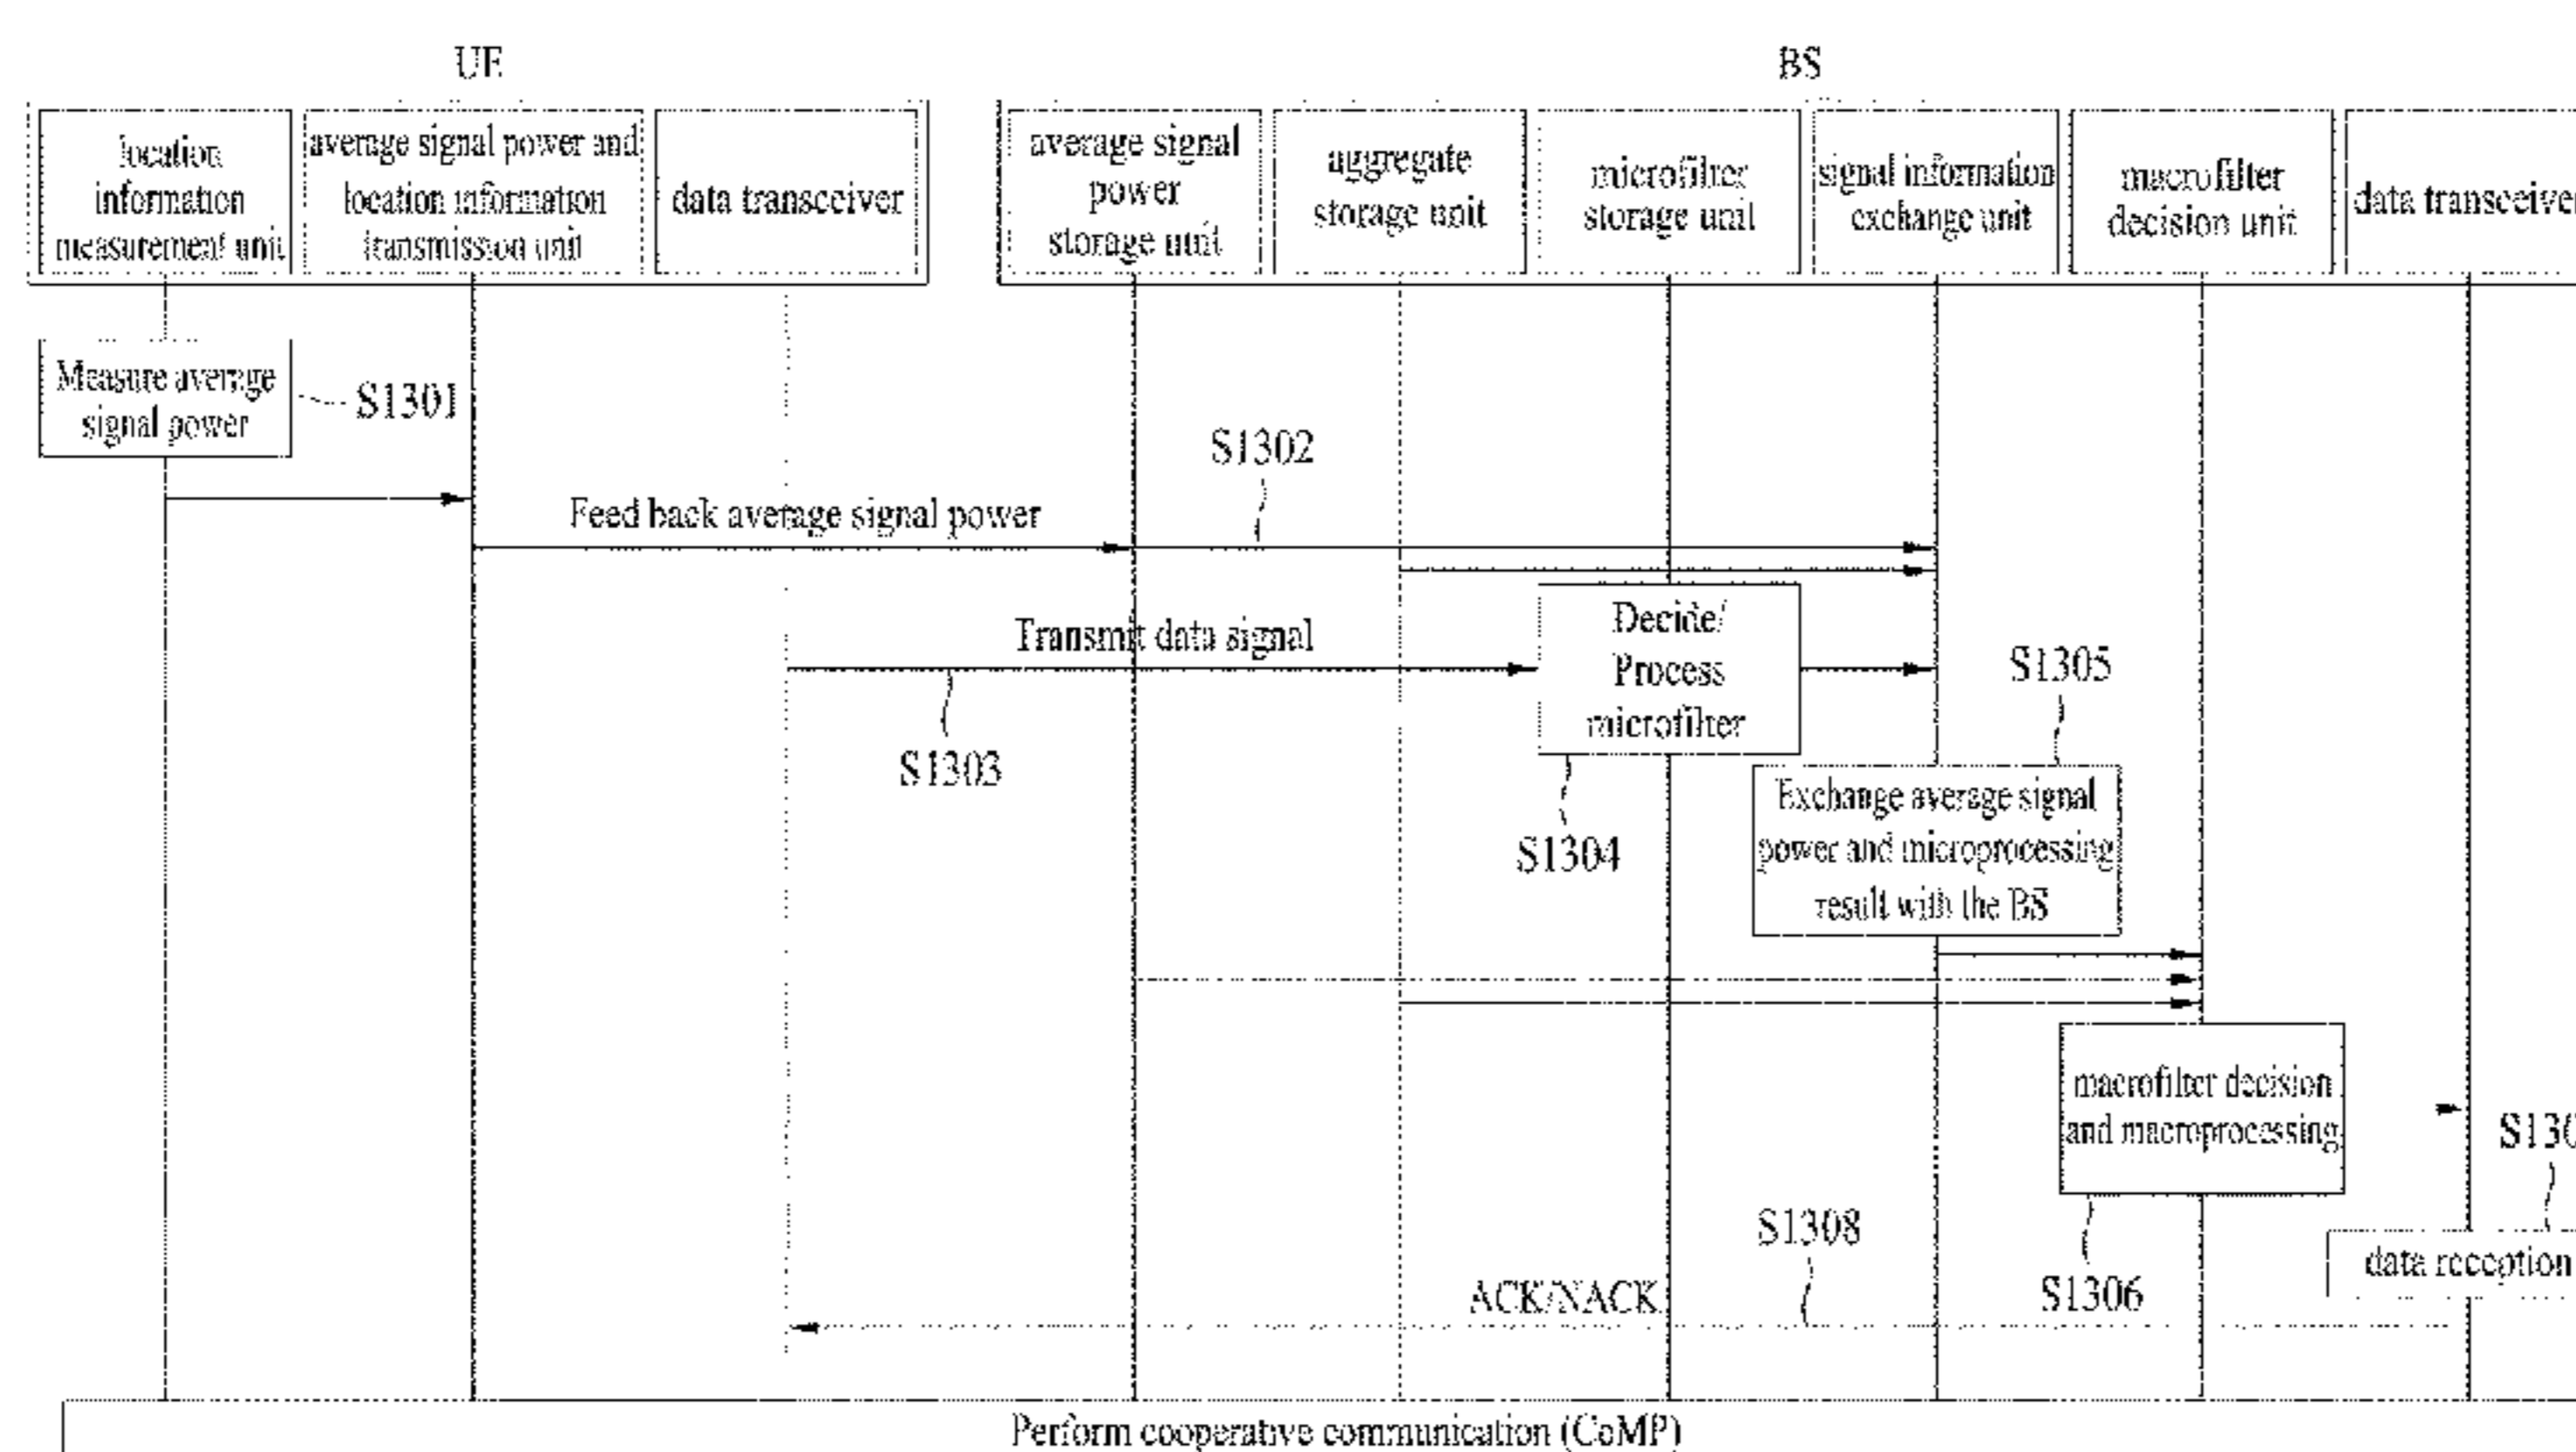 UE
BS
location
information
measurement unit
average signal power and
location information
transmission unit
data transceiver
average signal
power
storage unit
aggregate
storage unit
microfilter
storage unit
signal information
exchange unit
macrofilter
decision unit
data transceiver
Measure average
signal power
S1301
S1302
Feed back average signal power
Transmit data signal
S1303
Decide/
Process
microfilter
S1304
S1305
Exchange average signal
power and microprocessing
result with the BS
macrofilter decision
and macroprocessing
S1306
S130
data reception
S1308
ACK/NACK
Perform cooperative communication (CoMP)